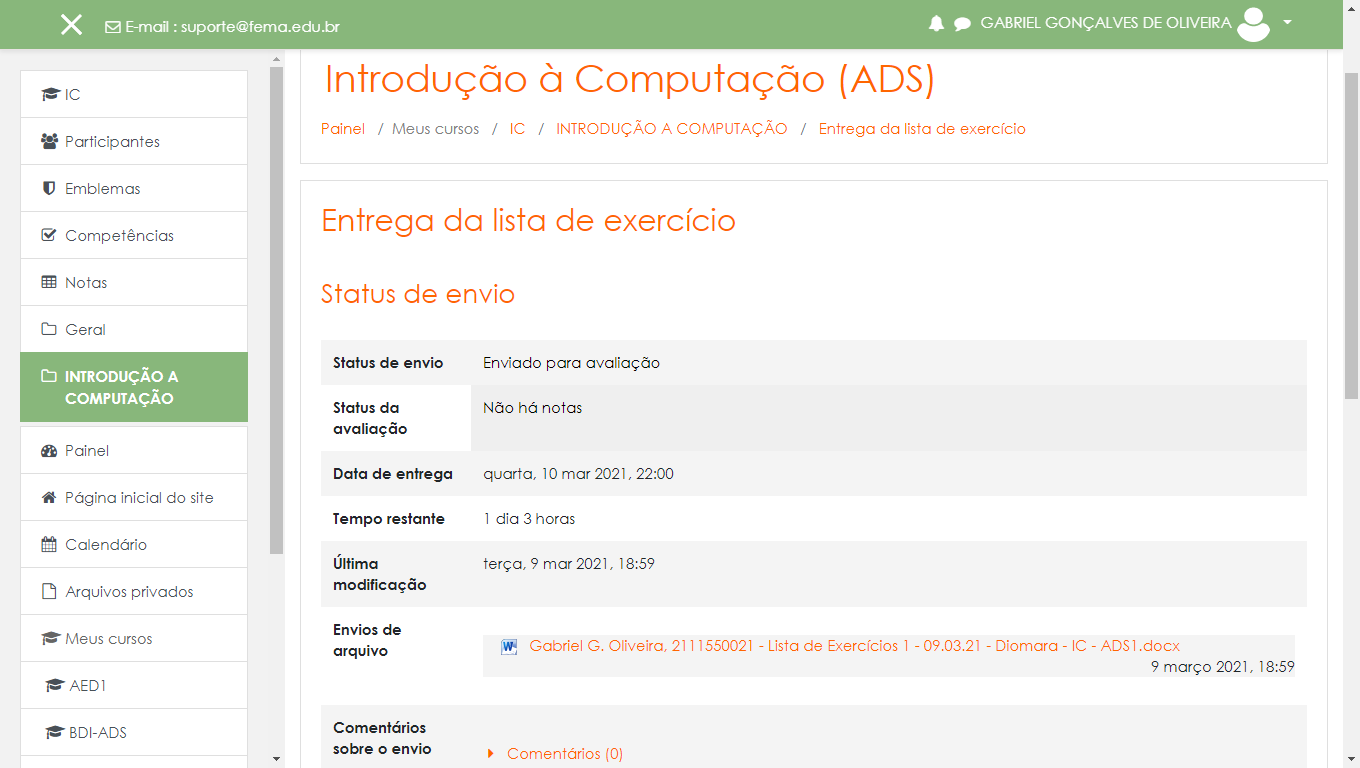 E-mail : suporte@fema.edu.br
GABRIEL GONÇALVES DE OLIVEIRA
IC
Participantes
Emblemas
Competências
Notas
Geral
INTRODUÇÃO A
COMPUTAÇÃO
Painel
Página inicial do site
Calendário
Arquivos privados
Meus cursos
AED1
BDI-ADS
Introdução à Computação (ADS)
Painel / Meus cursos / IC / INTRODUÇÃO A COMPUTAÇÃO / Entrega da lista de exercício
Entrega da lista de exercício
Status de envio
Status de envio Enviado para avaliação
Status da
avaliação
Não há notas
Data de entrega quarta, 10 mar 2021, 22:00
Tempo restante 1 dia 3 horas
Última
modificação
terça, 9 mar 2021, 18:59
Envios de
arquivo
Gabriel G. Oliveira, 2111550021 - Lista de Exercícios 1 - 09.03.21 - Diomara - IC - ADS1.docx
9 março 2021, 18:59
Comentários
sobre o envio
Comentários (0)